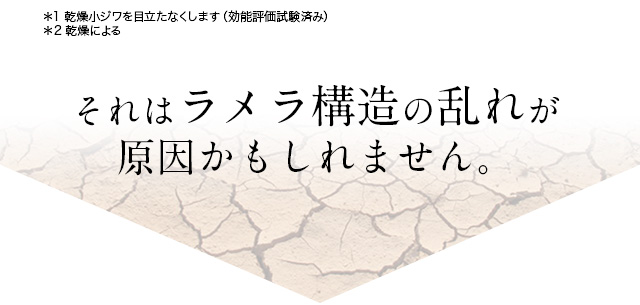 ＊1 乾燥小ジワを目立たなくします（効能評価試験済み）
＊2 乾燥による
それはラメラ構造の乱れが
原因かもしれません。